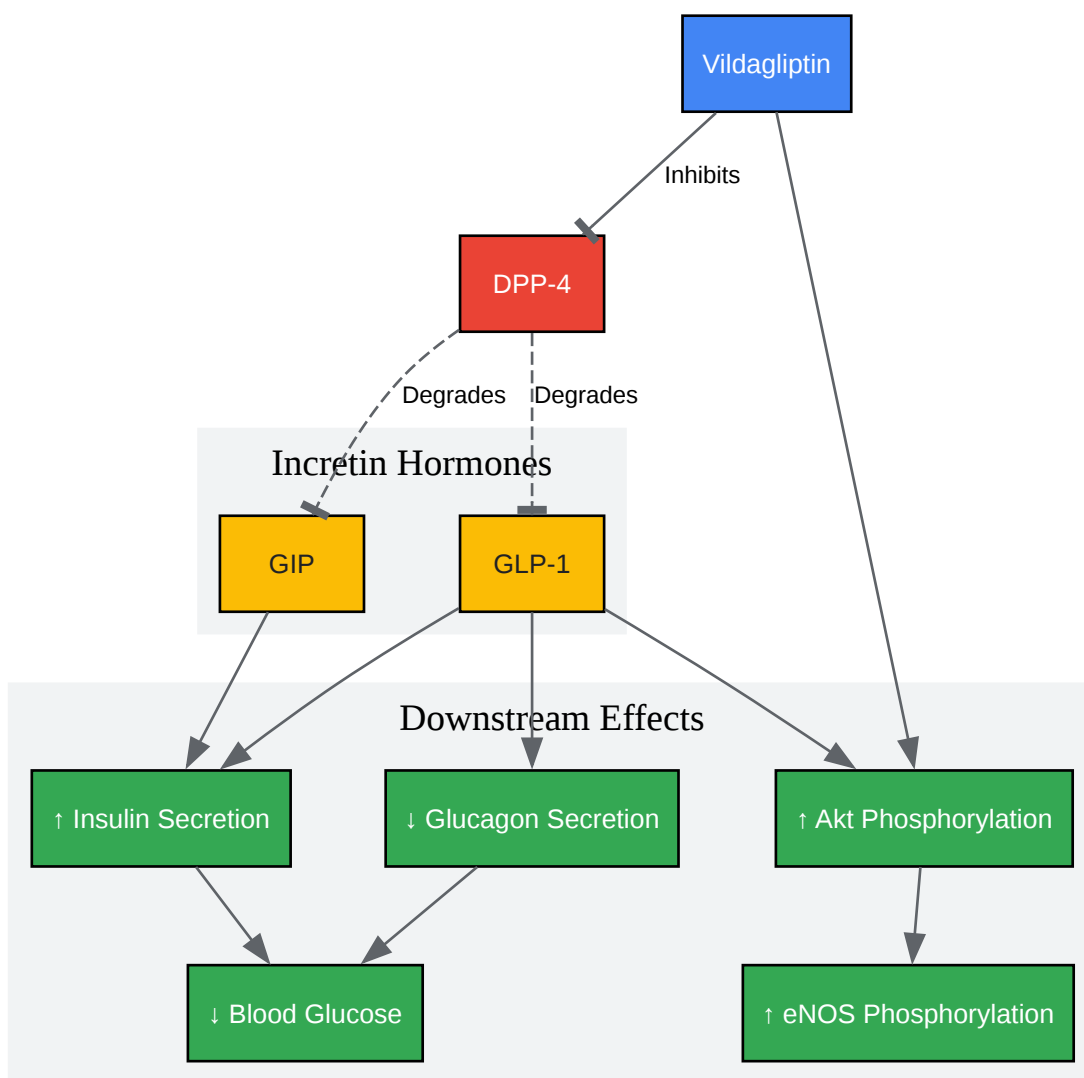 Vildagliptin
Inhibits
DPP-4
Degrades
Degrades
Incretin Hormones
GIP
GLP-1
Downstream Effects
↑ Insulin Secretion
↓ Glucagon Secretion
↑ Akt Phosphorylation
↓ Blood Glucose
↑ eNOS Phosphorylation